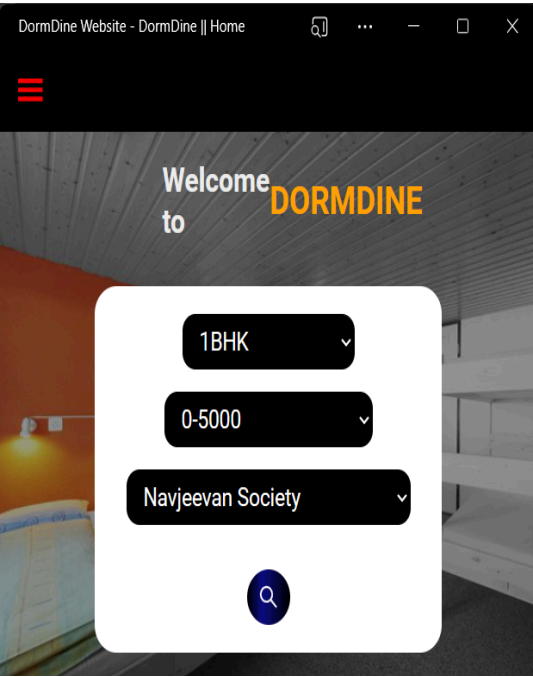 DormDine Website - DormDine || Home
Welcome
to
DORMDINE
1BHK
0-5000
Navjeevan Society